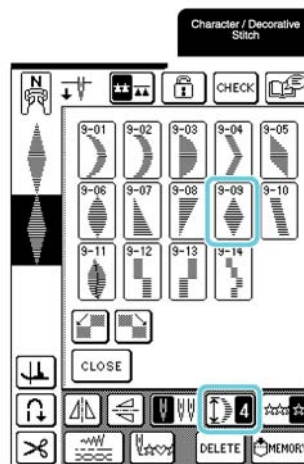 Character / Decorative
Stitch
N
CHECK
9-01 9-02 9-03 9-04 9-05
9-06 9-07 9-08 9-09 9-10
9-11 9-12 9-13 9-14
CLOSE
4
DELETE MEMORY